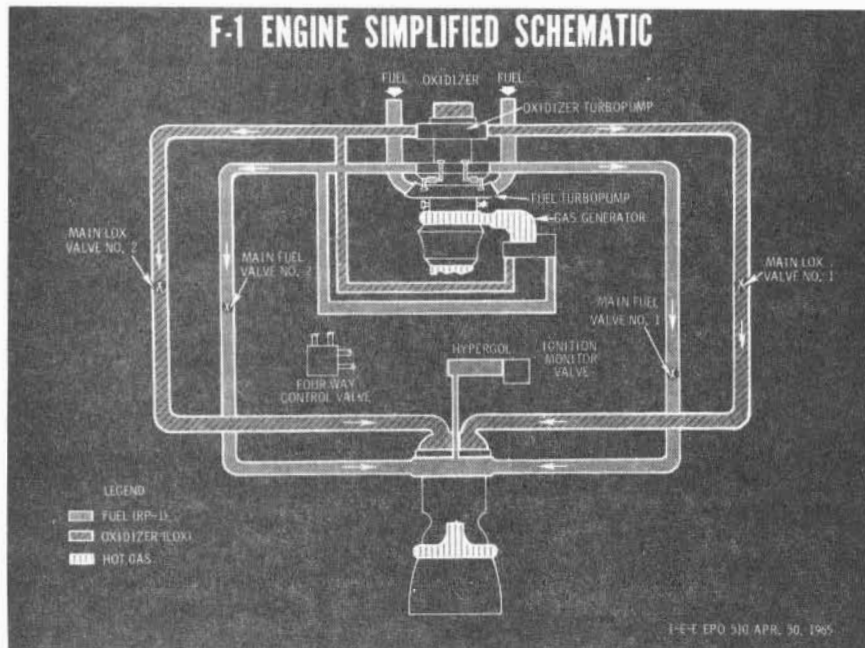 F-1 ENGINE SIMPLIFIED SCHEMATIC
FUEL
OXIDIZER
FUEL
OXIDIZER TURBOPUMP
FUEL TURBOPUMP
GAS GENERATOR
MAIN LOX
VALVE NO. 2
MAIN FUEL
VALVE NO. 2
MAIN LOX
VALVE NO. 1
MAIN FUEL
VALVE NO. 1
HYPERGOL
IGNITION
MONITOR
VALVE
FOUR WAY
CONTROL VALVE
LEGEND
FUEL (RP-1)
OXIDIZER (LOX)
HOT GAS
I-E-E EPO 510 APR. 30, 1965